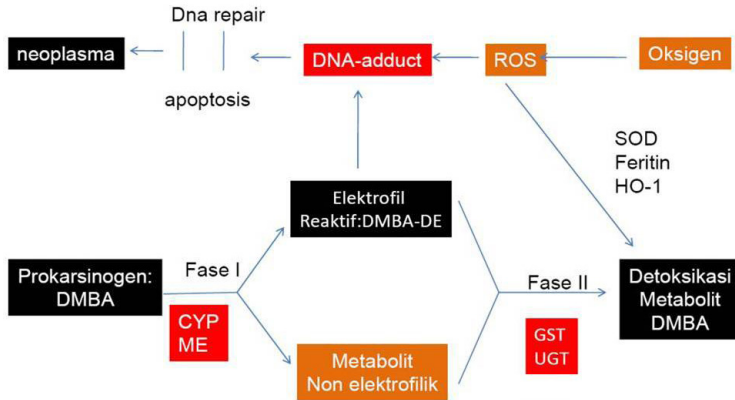 Dna repair
neoplasma
DNA-adduct
ROS
Oksigen
apoptosis
SOD
Feritin
HO-1
Elektrofil
Reaktif:DMBA-DE
Prokarsinogen:
DMBA
Fase I
CYP
ME
Metabolit
Non elektrofilik
Fase II
GST
UGT
Detoksikasi
Metabolit
DMBA